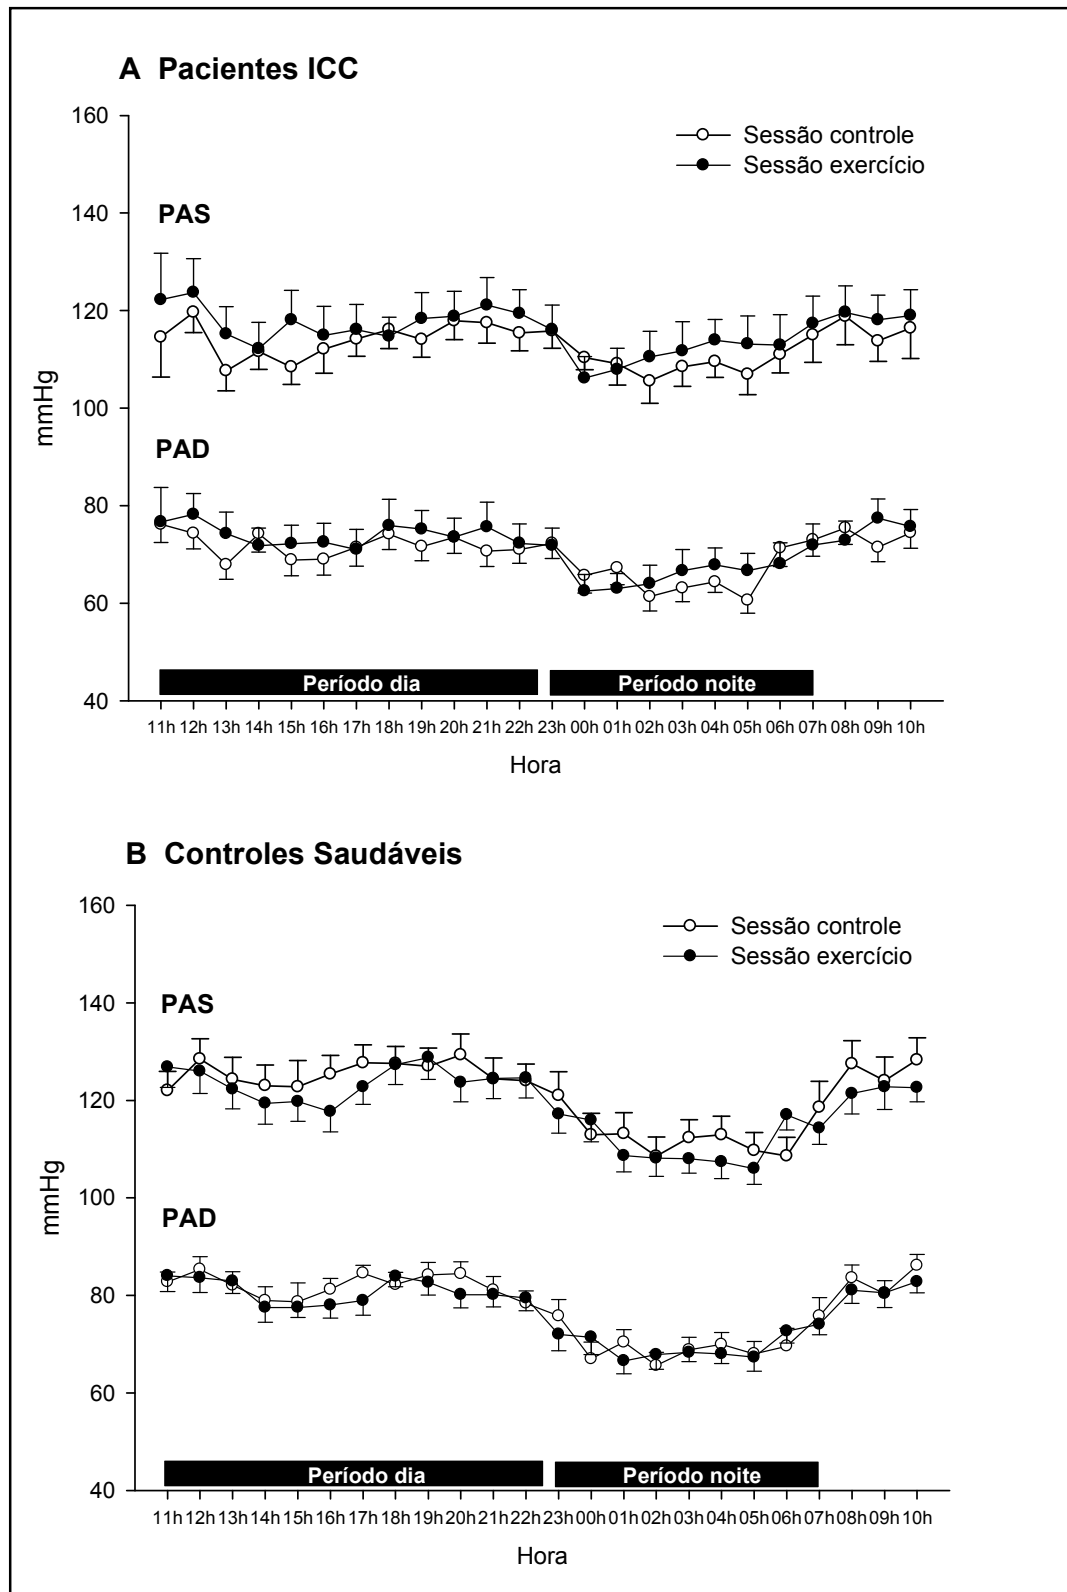 A Pacientes ICC
160
Sessão controle
Sessão exercício
140
PAS
120
mmHg
100
PAD
80
60
Período dia
Período noite
40
11h 12h 13h 14h 15h 16h 17h 18h 19h 20h 21h 22h 23h 00h 01h 02h 03h 04h 05h 06h 07h 08h 09h 10h
Hora
B Controles Saudáveis
160
Sessão controle
Sessão exercício
140
PAS
120
mmHg
100
PAD
80
60
Período dia
Período noite
40
11h 12h 13h 14h 15h 16h 17h 18h 19h 20h 21h 22h 23h 00h 01h 02h 03h 04h 05h 06h 07h 08h 09h 10h
Hora